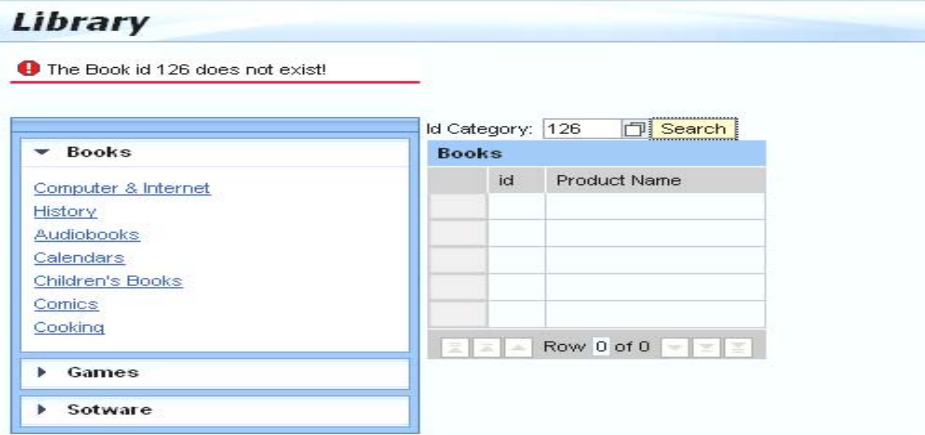 Library
The Book id 126 does not exist!
Books
Computer & Internet
History
Audiobooks
Calendars
Children's Books
Comics
Cooking
Games
Sotware
Id Category: 126 Search
Books
id Product Name
Row 0 of 0